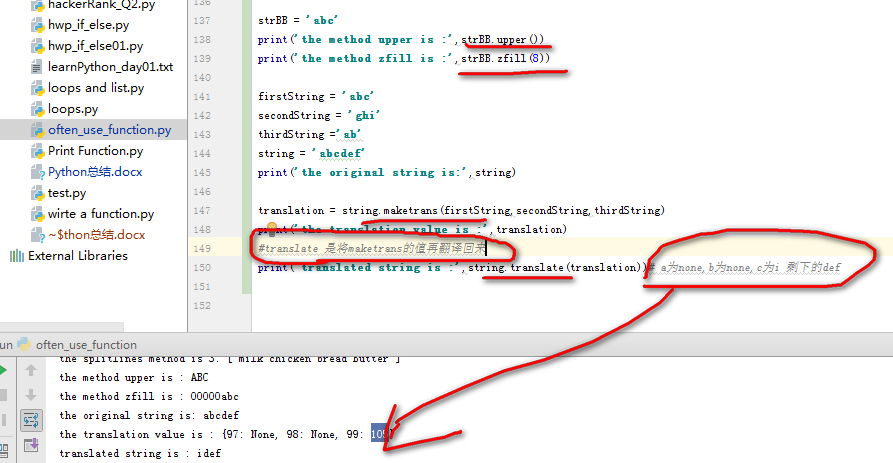 hackerRank_Q2.py
hwp_if_else.py
hwp_if_else01.py
learnPython_day01.txt
loops and list.py
loops.py
often_use_function.py
Print Function.py
Python总结.docx
test.py
wirte a function.py
~$thon总结.docx
External Libraries
136
137 strBB = 'abc'
138 print('the method upper is :',strBB.upper())
139 print('the method zfill is :',strBB.zfill(8))
140
141 firstString = 'abc'
142 secondString = 'ghi'
143 thirdString ='ab'
144 string = 'abcdef'
145 print('the original string is:',string)
146
147 translation = string.maketrans(firstString,secondString,thirdString)
148 print('the translation value is :',translation)
149 #translate 是将maketrans的值再翻译回来
150 print('translated string is :',string.translate(translation))# a为none,b为none,c为i 剩下的def
151
152
un often_use_function
the splitlines method is 3: ['milk chicken bread butter']
the method upper is : ABC
the method zfill is : 00000abc
the original string is: abcdef
the translation value is : {97: None, 98: None, 99: 105}
translated string is : idef